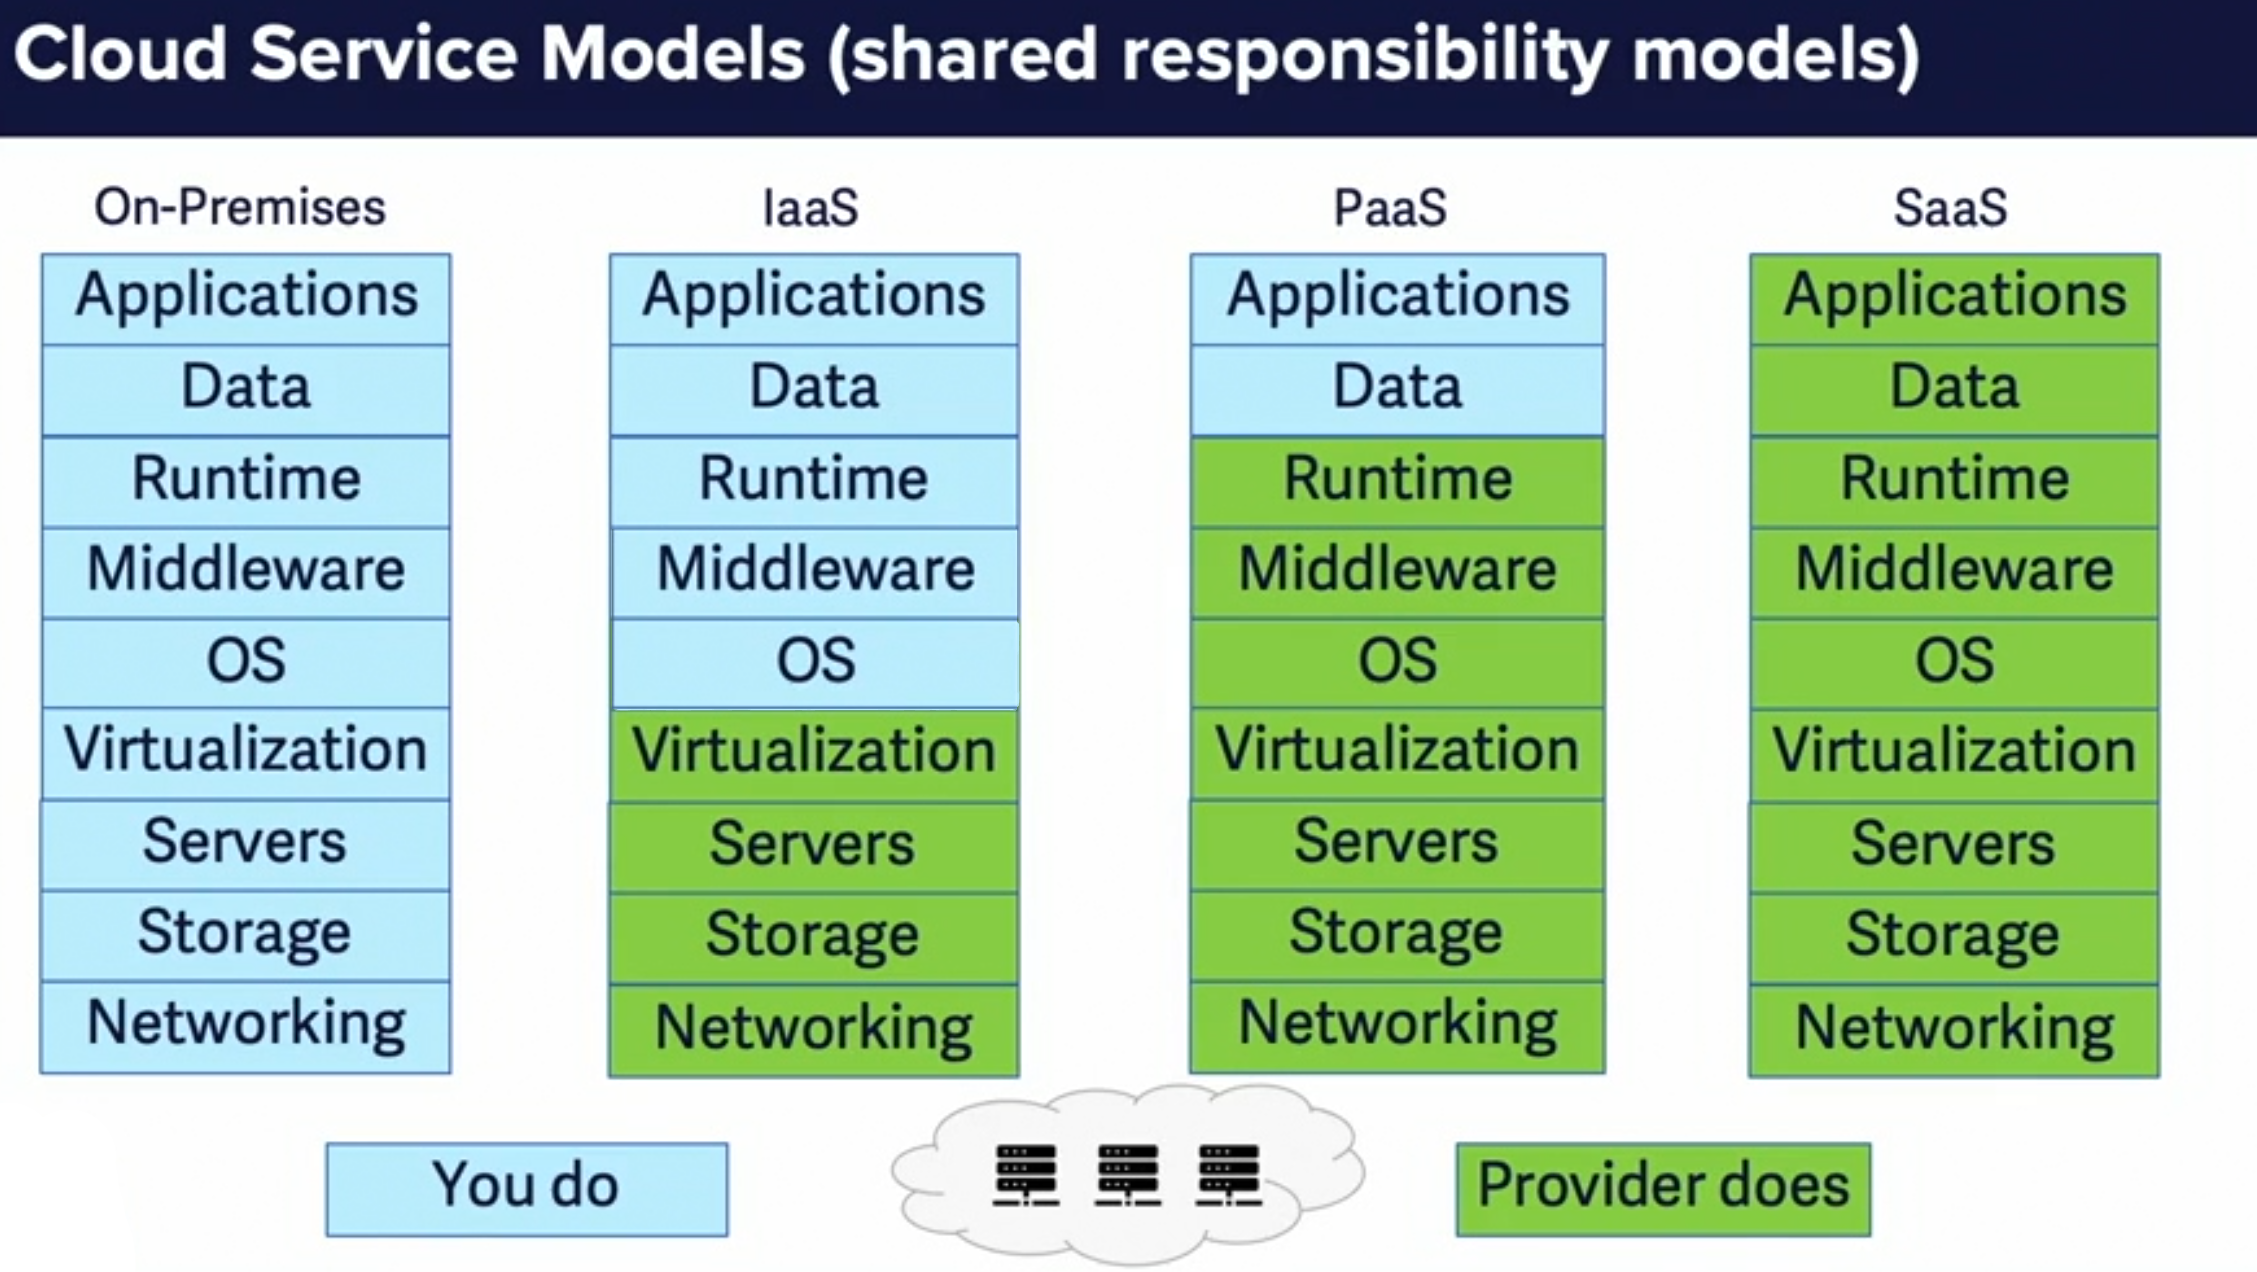 Cloud Service Models (shared responsibility models)
On-Premises
Applications
Data
Runtime
Middleware
OS
Virtualization
Servers
Storage
Networking
IaaS
Applications
Data
Runtime
Middleware
OS
Virtualization
Servers
Storage
Networking
PaaS
Applications
Data
Runtime
Middleware
OS
Virtualization
Servers
Storage
Networking
SaaS
Applications
Data
Runtime
Middleware
OS
Virtualization
Servers
Storage
Networking
You do
Provider does